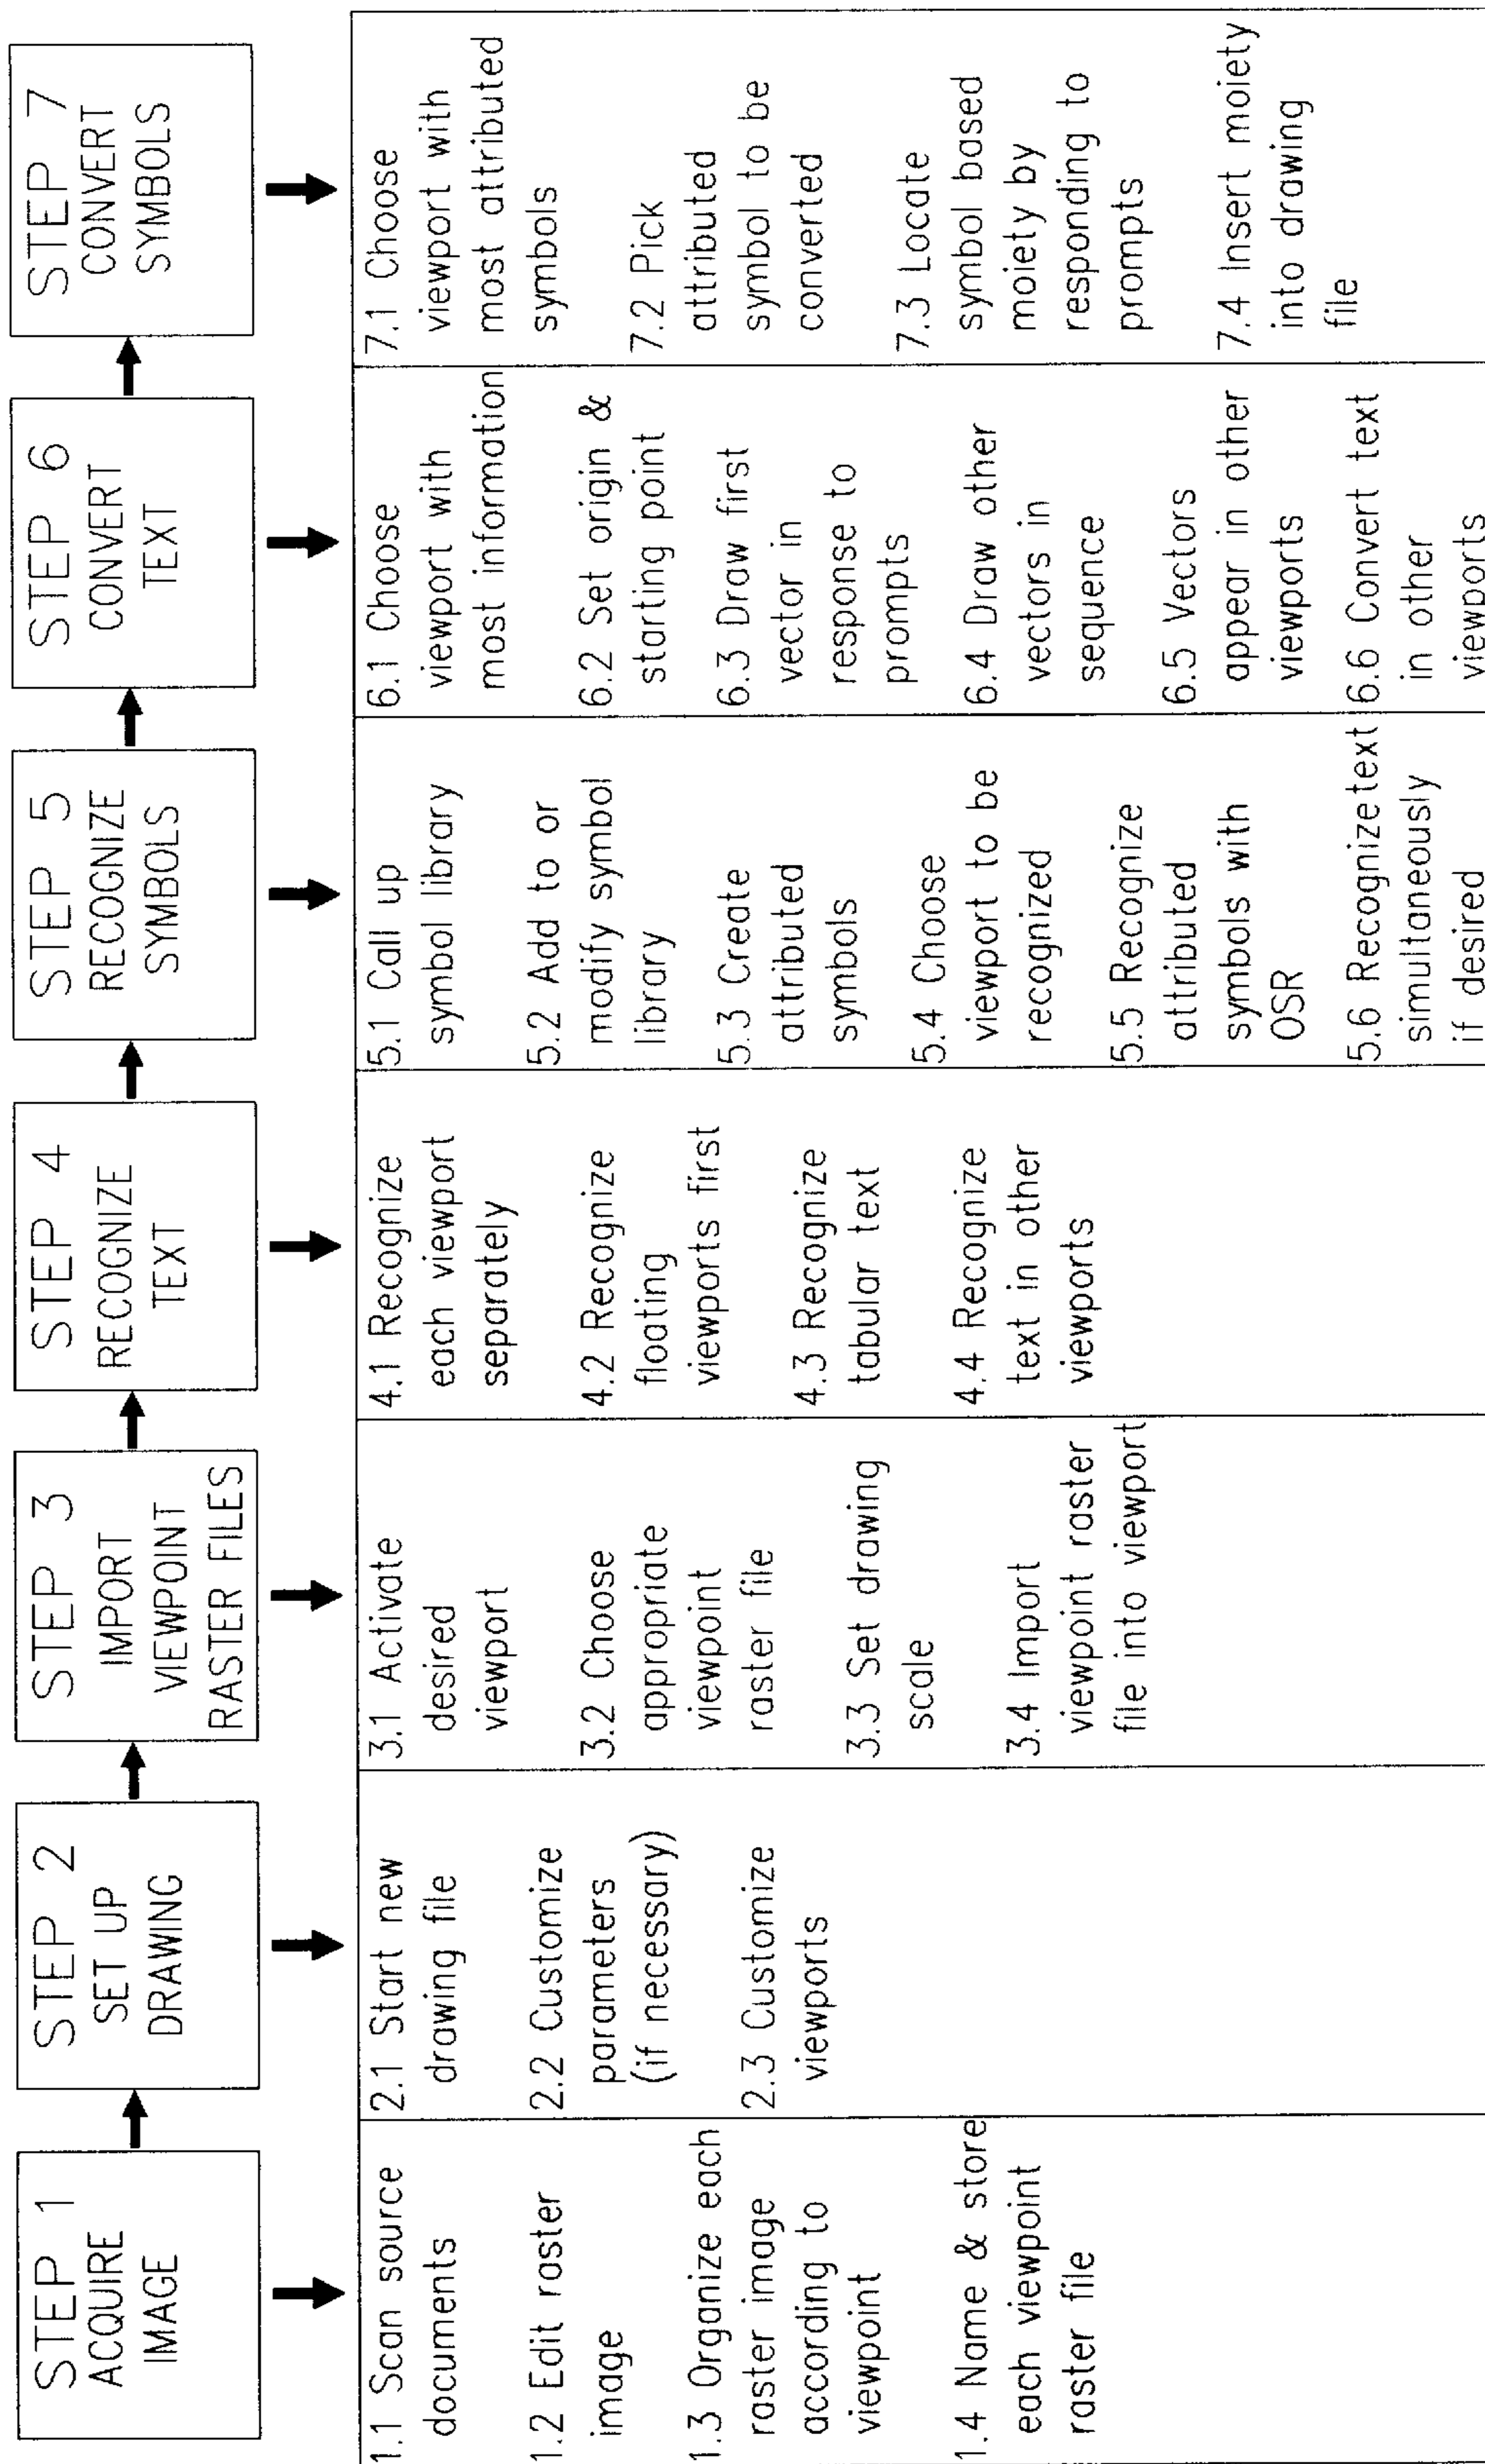 STEP 1
ACQUIRE
IMAGE
1.1 Scan source
documents
1.2 Edit raster
image
1.3 Organize each
raster image
according to
viewpoint
1.4 Name & store
each viewpoint
raster file
STEP 2
SET UP
DRAWING
2.1 Start new
drawing file
2.2 Customize
parameters
(if necessary)
2.3 Customize
viewports
STEP 3
IMPORT
VIEWPOINT
RASTER FILES
3.1 Activate
desired
viewport
3.2 Choose
appropriate
viewpoint
raster file
3.3 Set drawing
scale
3.4 Import
viewpoint raster
file into viewport
STEP 4
RECOGNIZE
TEXT
4.1 Recognize
each viewport
separately
4.2 Recognize
floating
viewports first
4.3 Recognize
tabular text
4.4 Recognize
text in other
viewports
STEP 5
RECOGNIZE
SYMBOLS
5.1 Call up
symbol library
5.2 Add to or
modify symbol
library
5.3 Create
attributed
symbols
5.4 Choose
viewport to be
recognized
5.5 Recognize
attributed
symbols with
OSR
5.6 Recognize text
simultaneously
if desired
STEP 6
CONVERT
TEXT
6.1 Choose
viewport with
most information
6.2 Set origin &
starting point
6.3 Draw first
vector in
response to
prompts
6.4 Draw other
vectors in
sequence
6.5 Vectors
appear in other
viewports
6.6 Convert text
in other
viewports
STEP 7
CONVERT
SYMBOLS
7.1 Choose
viewport with
most attributed
symbols
7.2 Pick
attributed
symbol to be
converted
7.3 Locate
symbol based
moiety by
responding to
prompts
7.4 Insert moiety
into drawing
file